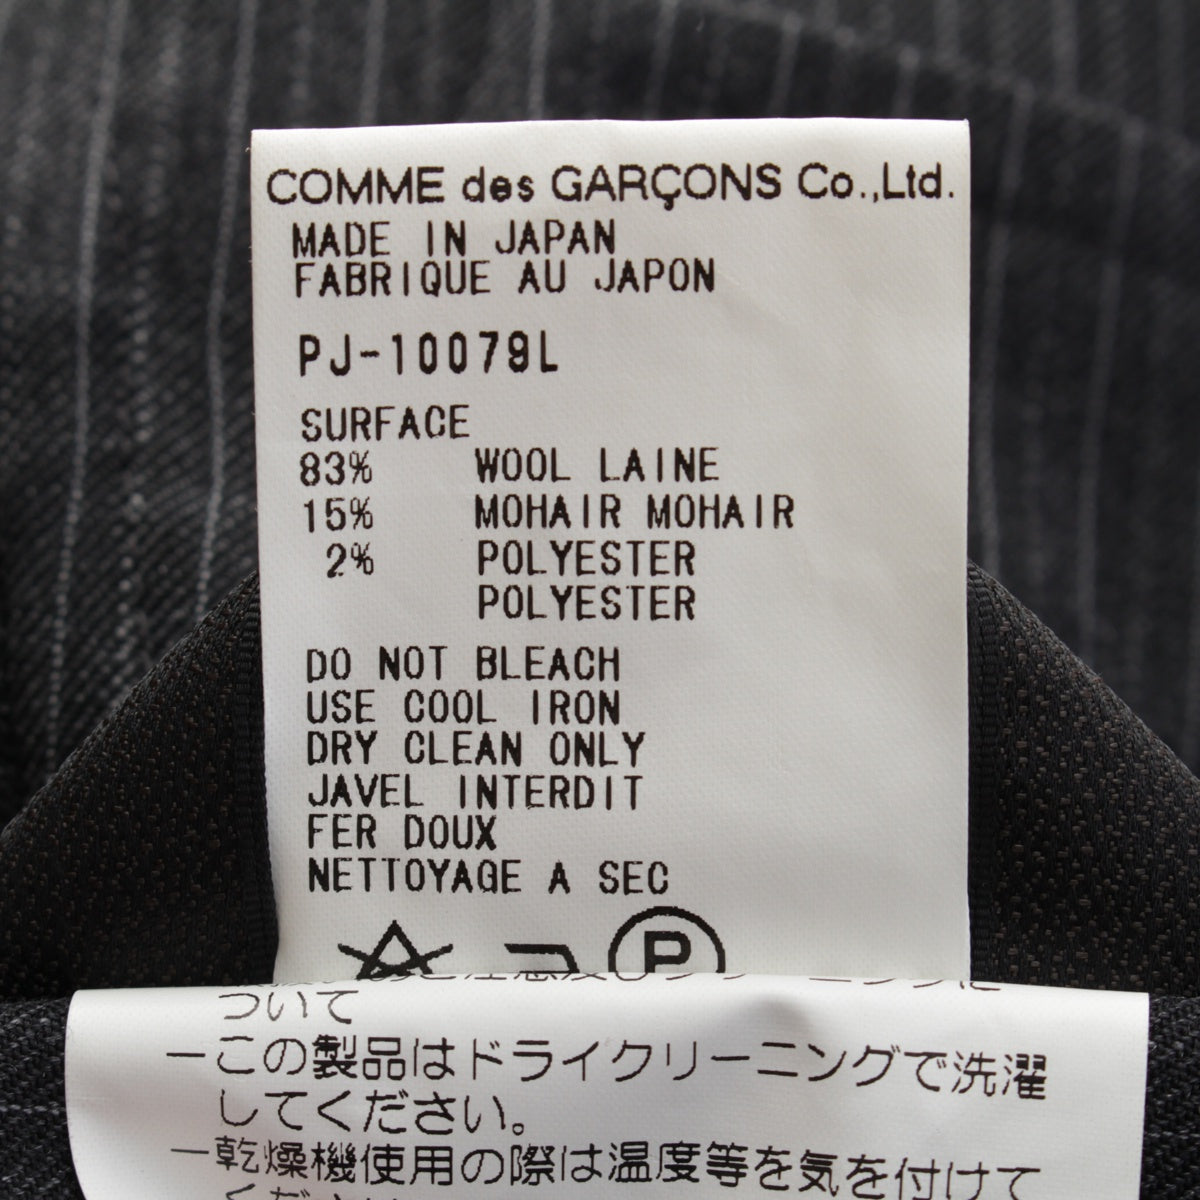 COMME des GARÇONS Co.,Ltd.
MADE IN JAPAN
FABRIQUE AU JAPON
PJ-10079L
SURFACE
83% WOOL LAINE
15% MOHAIR MOHAIR
2% POLYESTER
POLYESTER
DO NOT BLEACH
USE COOL IRON
DRY CLEAN ONLY
JAVEL INTERDIT
FER DOUX
NETTOYAGE A SEC
P
ついて
ーこの製品はドライクリーニングで洗濯
してください。
ー乾燥機使用の際は温度等を気を付けて